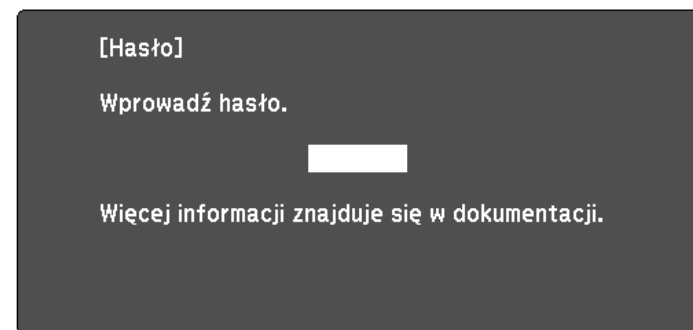 [Hasło]
Wprowadź hasło.
Więcej informacji znajduje się w dokumentacji.